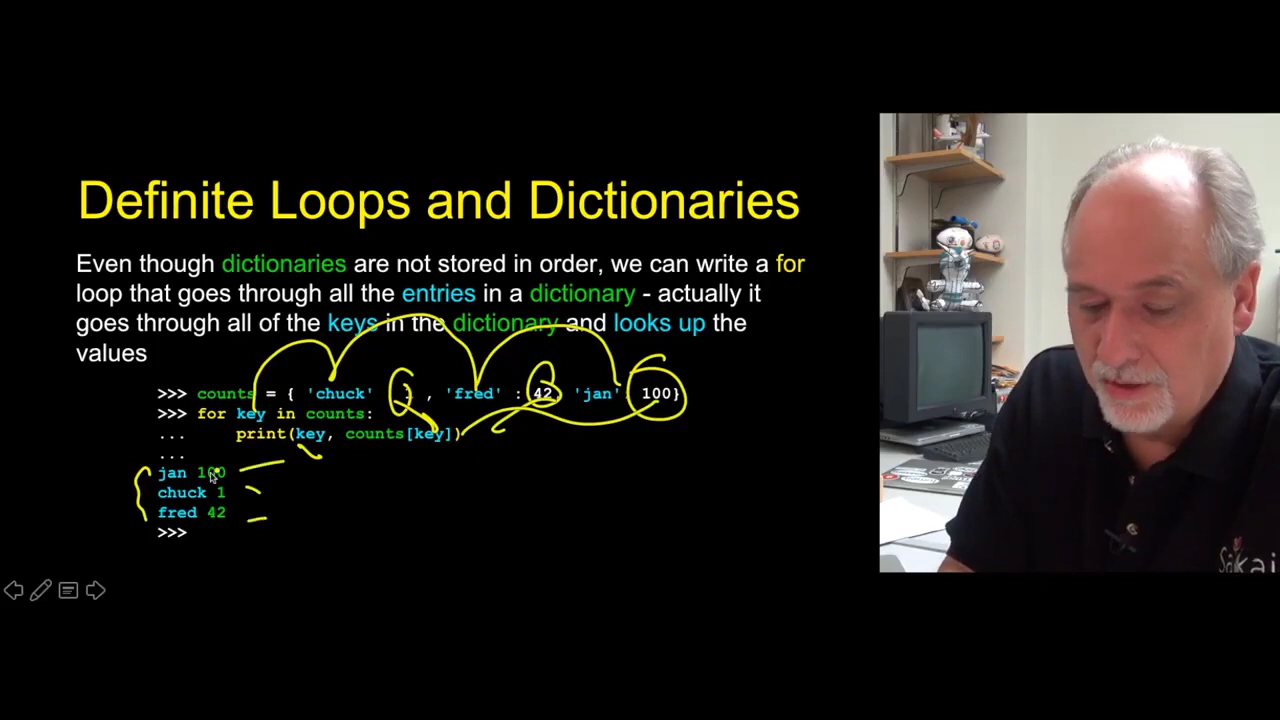 Definite Loops and Dictionaries
Even though dictionaries are not stored in order, we can write a for
loop that goes through all the entries in a dictionary - actually it
goes through all of the keys in the dictionary and looks up the
values
>>> counts = { 'chuck' 1 , 'fred' : 42 'jan' 100}
>>> for key in counts:
... print(key, counts[key])
...
jan 100
chuck 1
fred 42
>>>
Sakai